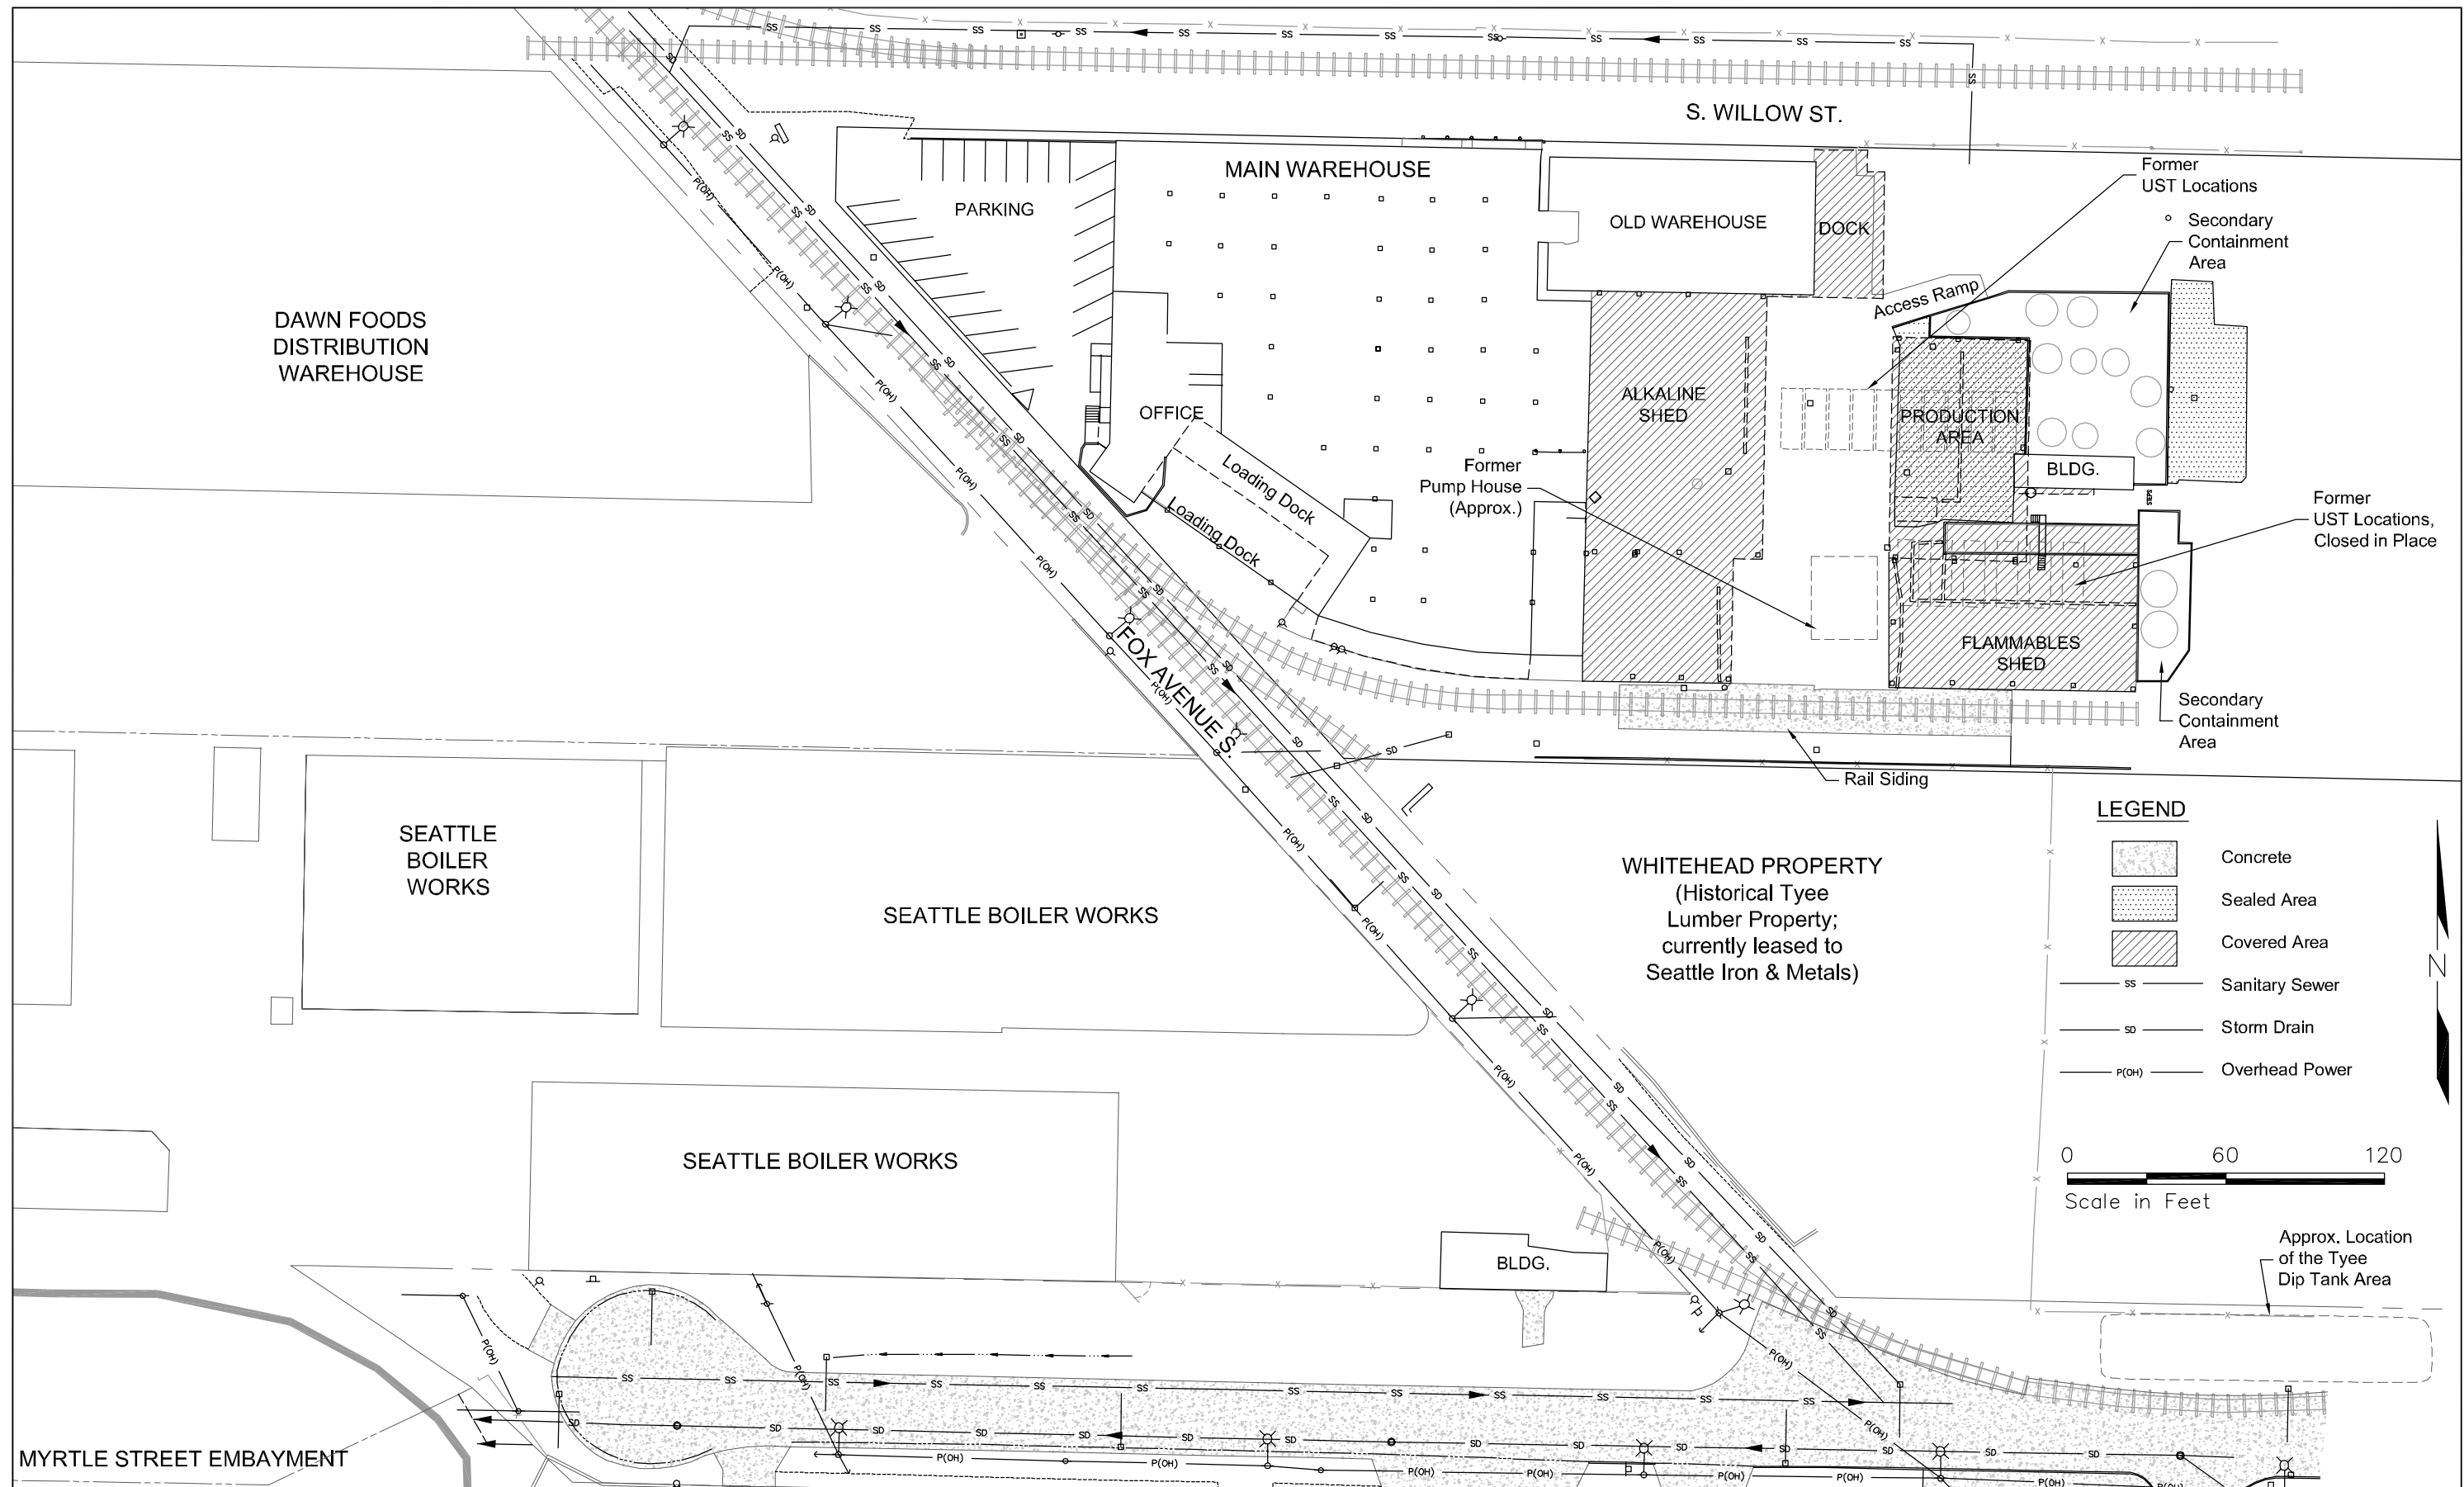 S. WILLOW ST.
MAIN WAREHOUSE
PARKING
OLD WAREHOUSE
DOCK
Former
UST Locations
Secondary
Containment
Area
Access Ramp
DAWN FOODS
DISTRIBUTION
WAREHOUSE
OFFICE
ALKALINE
SHED
PRODUCTION
AREA
BLDG.
STEPS
Loading Dock
Loading Dock
Former
Pump House
(Approx.)
Former
UST Locations,
Closed in Place
FLAMMABLES
SHED
Secondary
Containment
Area
FOX AVENUE S.
Rail Siding
SEATTLE
BOILER
WORKS
SEATTLE BOILER WORKS
WHITEHEAD PROPERTY
(Historical Tyee
Lumber Property;
currently leased to
Seattle Iron & Metals)
LEGEND
Concrete
Sealed Area
Covered Area
SS Sanitary Sewer
SD Storm Drain
P(OH) Overhead Power
N
0 60 120
Scale in Feet
SEATTLE BOILER WORKS
BLDG.
Approx. Location
of the Tyee
Dip Tank Area
MYRTLE STREET EMBAYMENT